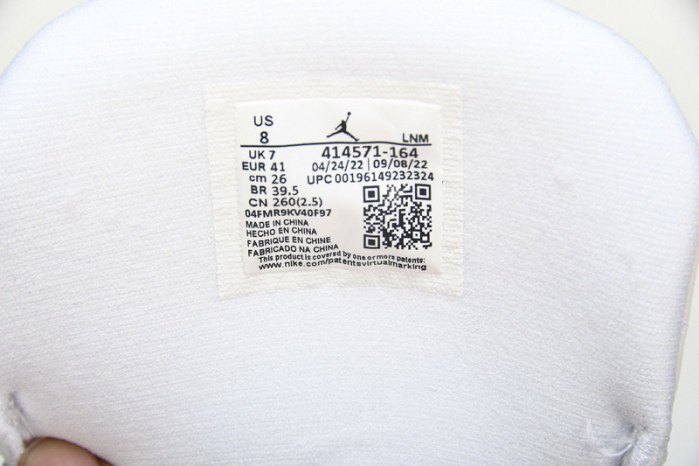 US
8
LNM
UK 7
414571-164
EUR 41
04/24/22 | 09/08/22
cm 26
UPC 00196149232324
BR 39.5
CN 260(2.5)
04FMR9KV40F97
MADE IN CHINA
HECHO EN CHINA
FABRIQUE EN CHINE
FABRICADO NA CHINA
This product is covered by one or more patents:
www.nike.com/patentsvirtualmarking